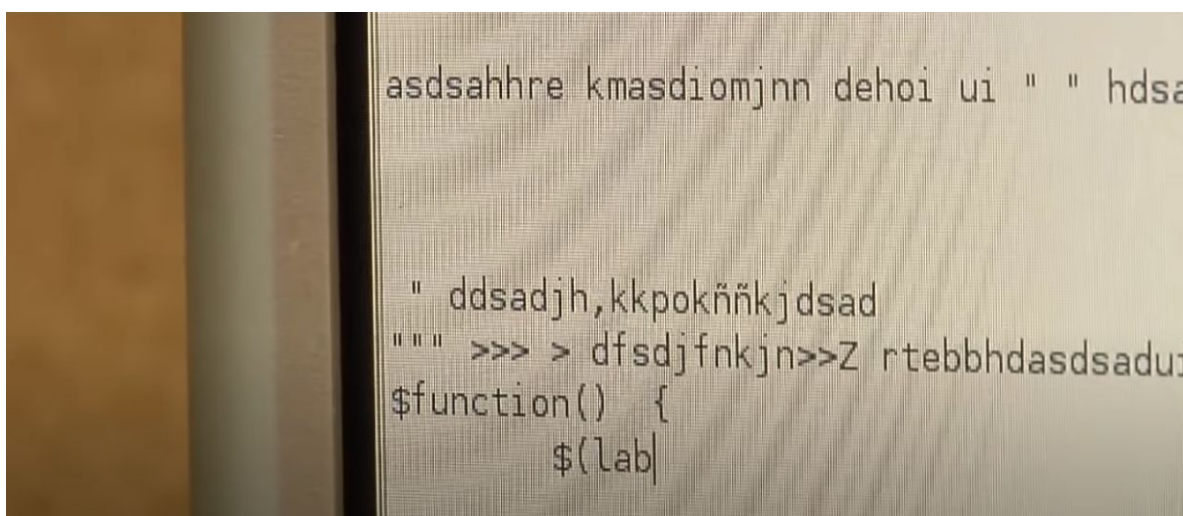 asdsahhre kmasdiomjnn dehoi ui " " hdsa
" ddsadjh,kkpokññkjdsad
""" >>> > dfsdjfnkjn>>Z rtebbhdasdsadu
$function() {
$(lab